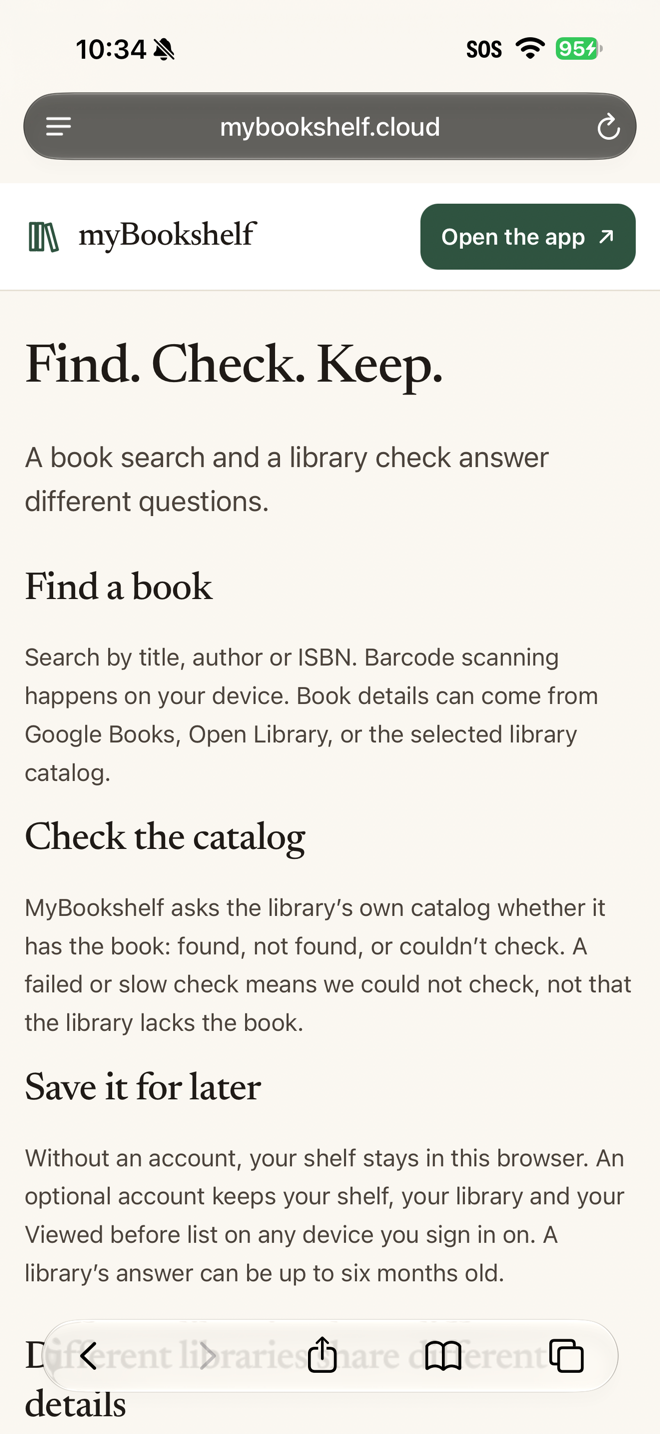 10:34
SOS
95
mybookshelf.cloud
myBookshelf
Open the app
Find. Check. Keep.
A book search and a library check answer
different questions.
Find a book
Search by title, author or ISBN. Barcode scanning
happens on your device. Book details can come from
Google Books, Open Library, or the selected library
catalog.
Check the catalog
MyBookshelf asks the library’s own catalog whether it
has the book: found, not found, or couldn’t check. A
failed or slow check means we could not check, not that
the library lacks the book.
Save it for later
Without an account, your shelf stays in this browser. An
optional account keeps your shelf, your library and your
Viewed before list on any device you sign in on. A
library’s answer can be up to six months old.
Different libraries share different
details